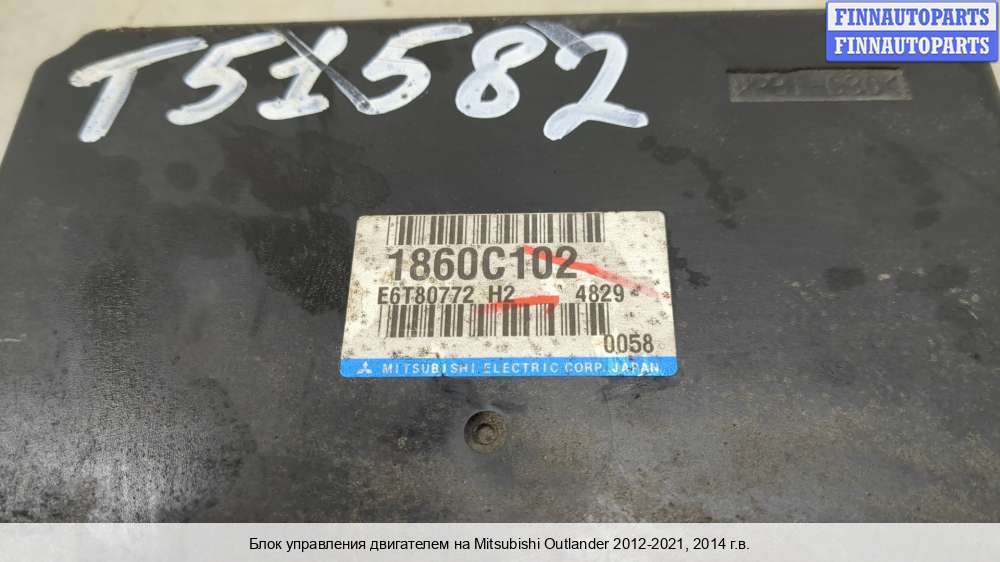 FINNAUTOPARTS
FINNAUTOPARTS
T51582
1860C102
E6T80772 H2 4829
0058
MITSUBISHI ELECTRIC CORP. JAPAN
Блок управления двигателем на Mitsubishi Outlander 2012-2021, 2014 г.в.